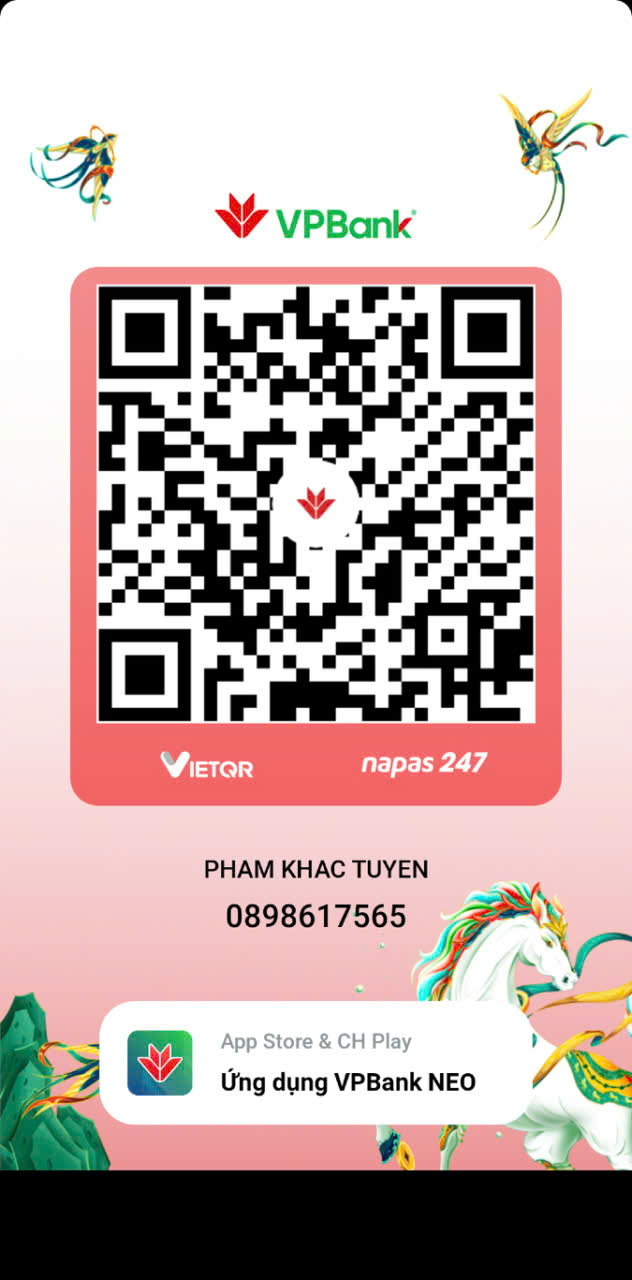 VPBank
VIETQR
napas 247
PHAM KHAC TUYEN
0898617565
App Store & CH Play
Ứng dụng VPBank NEO